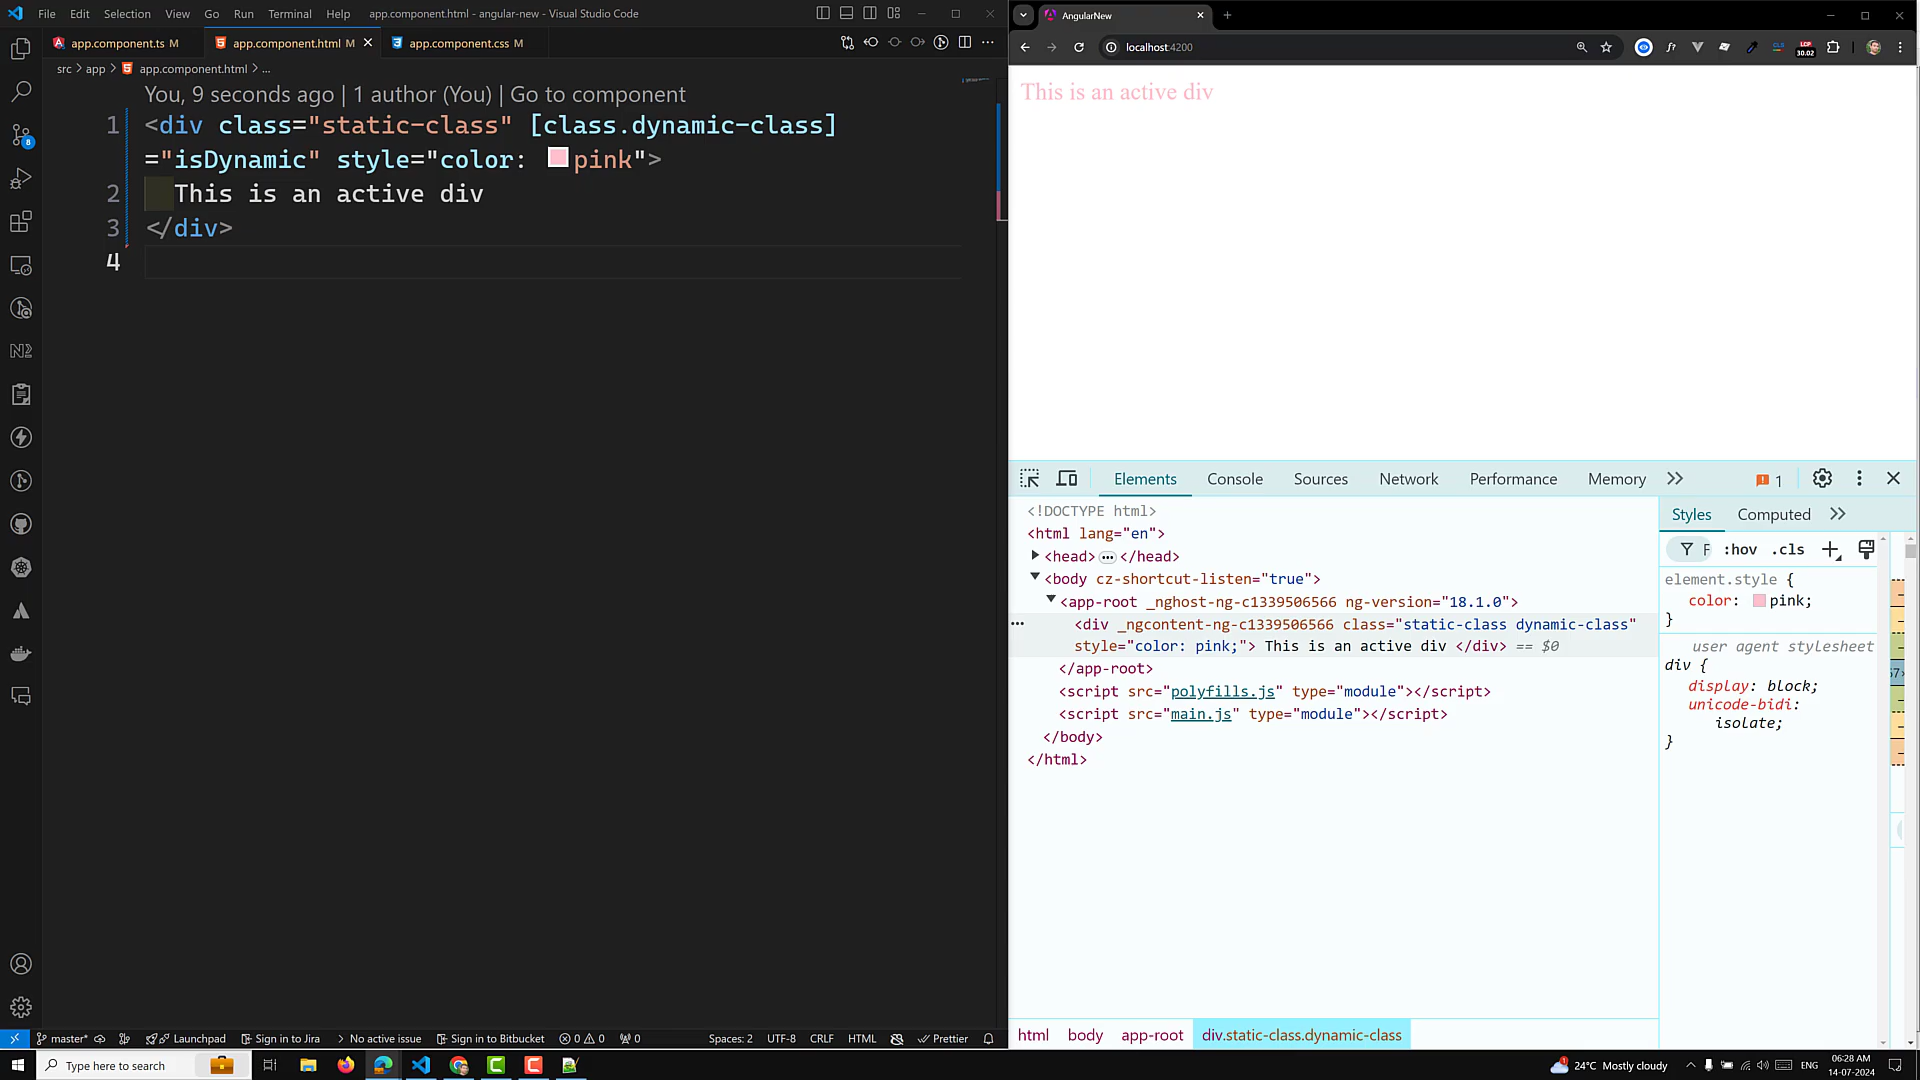 File Edit Selection View Go Run Terminal Help app.component.html - angular-new - Visual Studio Code
app.component.ts M app.component.html M app.component.css M
src > app > app.component.html > ...
You, 9 seconds ago | 1 author (You) | Go to component
1 <div class="static-class" [class.dynamic-class]
="isDynamic" style="color: pink">
2 This is an active div
3 </div>
4
8
N2
master* Launchpad Sign in to Jira No active issue Sign in to Bitbucket 0 0 0 Spaces: 2 UTF-8 CRLF HTML Prettier
AngularNew
localhost:4200
f?
CLS
LCP
30.02
This is an active div
Elements Console Sources Network Performance Memory 1
<!DOCTYPE html>
<html lang="en">
<head> ... </head>
<body cz-shortcut-listen="true">
<app-root _nghost-ng-c1339506566 ng-version="18.1.0">
... <div _ngcontent-ng-c1339506566 class="static-class dynamic-class"
style="color: pink;"> This is an active div </div> == $0
</app-root>
<script src="polyfills.js" type="module"></script>
<script src="main.js" type="module"></script>
</body>
</html>
Styles Computed
F :hov .cls
element.style {
color: pink;
}
user agent stylesheet
div {
display: block;
unicode-bidi:
isolate;
}
html body app-root div.static-class.dynamic-class
Type here to search
1 24°C Mostly cloudy ENG 06:28 AM
14-07-2024